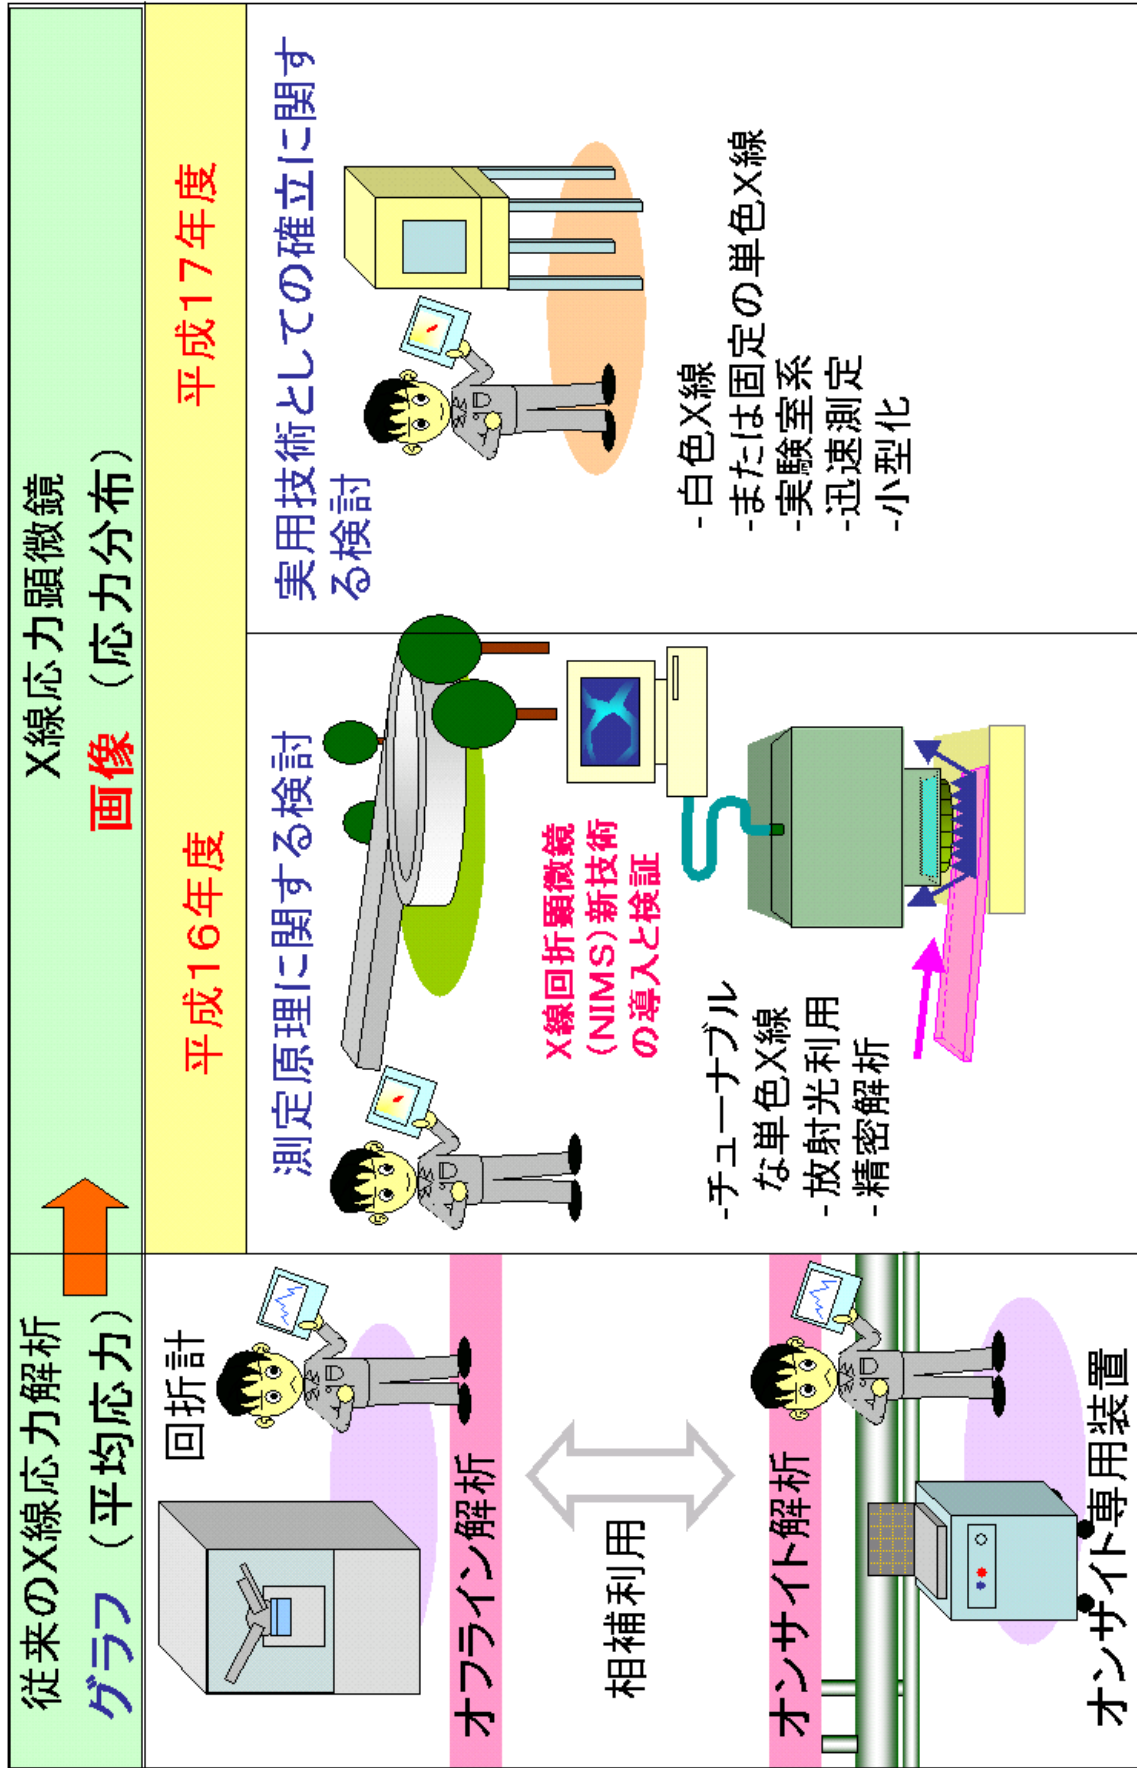 従来のX線応力解析
グラフ（平均応力）
X線応力顕微鏡
画像（応力分布）
回折計
オフライン解析
相補利用
オンサイト解析
オンサイト専用装置
平成16年度
測定原理に関する検討
X線回折顕微鏡
(NIMS)新技術
の導入と検証
-チューナブル
な単色X線
-放射光利用
-精密解析
平成17年度
実用技術としての確立に関す
る検討
-白色X線
-または固定の単色X線
-実験室系
-迅速測定
-小型化